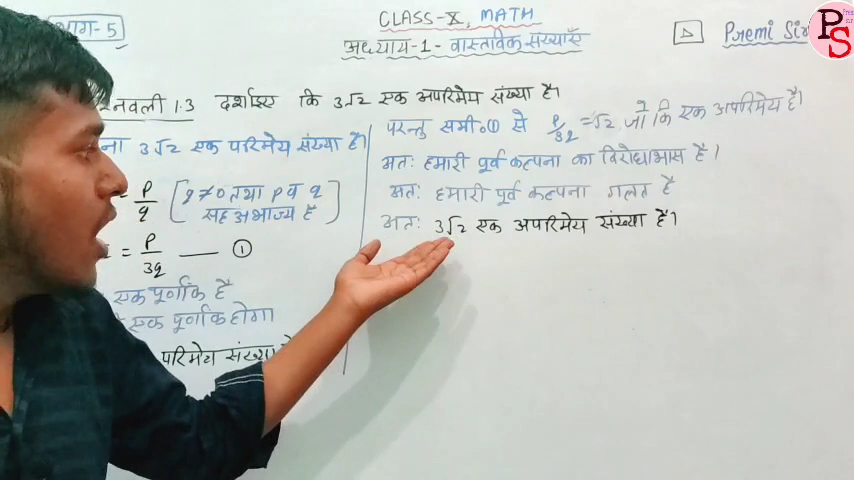 भाग-5
CLASS-X, MATH
अध्याय-1- वास्तविक संख्याएँ
Premi Sir
PS
नवली 1.3 दर्शाइए कि 3√2 एक अपरिमेय संख्या है।
ना 3√2 एक परिमेय संख्या है।
= p/q [q≠0 तथा p व q सह अभाज्य है]
= p/3q — ①
एक पूर्णांक है
एक पूर्णांक होगा
परिमेय संख्या
परन्तु समी०① से p/3q = √2 जो कि एक अपरिमेय है।
अतः हमारी पूर्व कल्पना का विरोधाभास है।
अतः हमारी पूर्व कल्पना गलत है
अतः 3√2 एक अपरिमेय संख्या है।